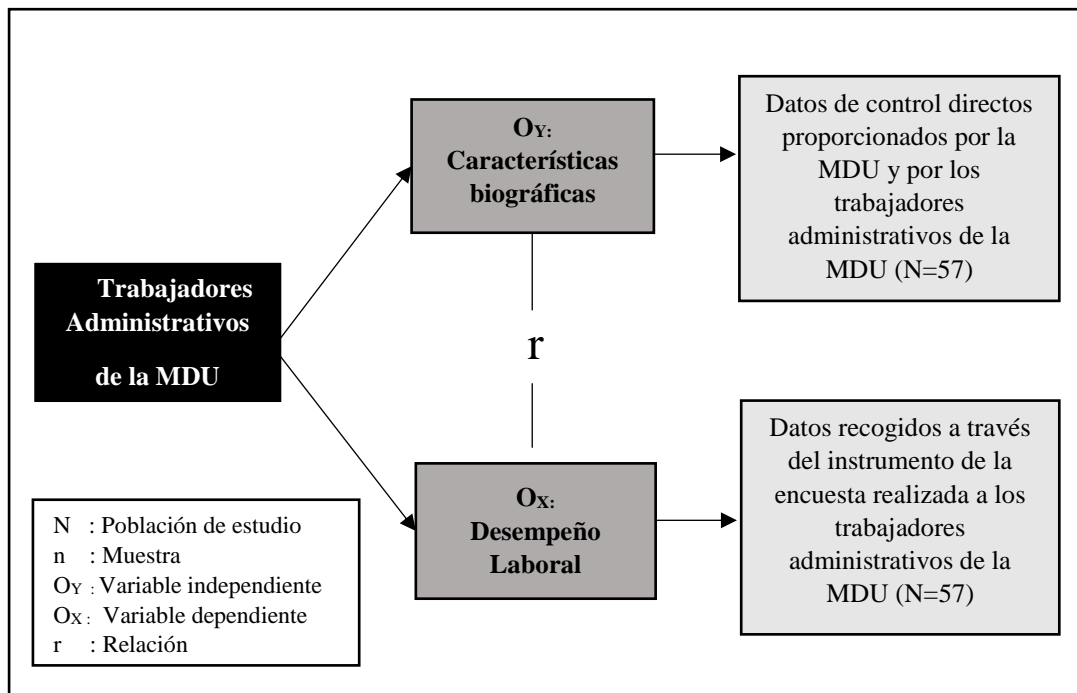 Trabajadores
Administrativos
de la MDU
OY:
Característícas
biográficas
Datos de control directos
proporcionados por la
MDU y por los
trabajadores
administrativos de la
MDU (N=57)
r
OX:
Desempeño
Laboral
Datos recogidos a través
del instrumento de la
encuesta realizada a los
trabajadores
administrativos de la
MDU (N=57)
N : Población de estudio
n : Muestra
OY : Variable independiente
OX : Variable dependiente
r : Relación